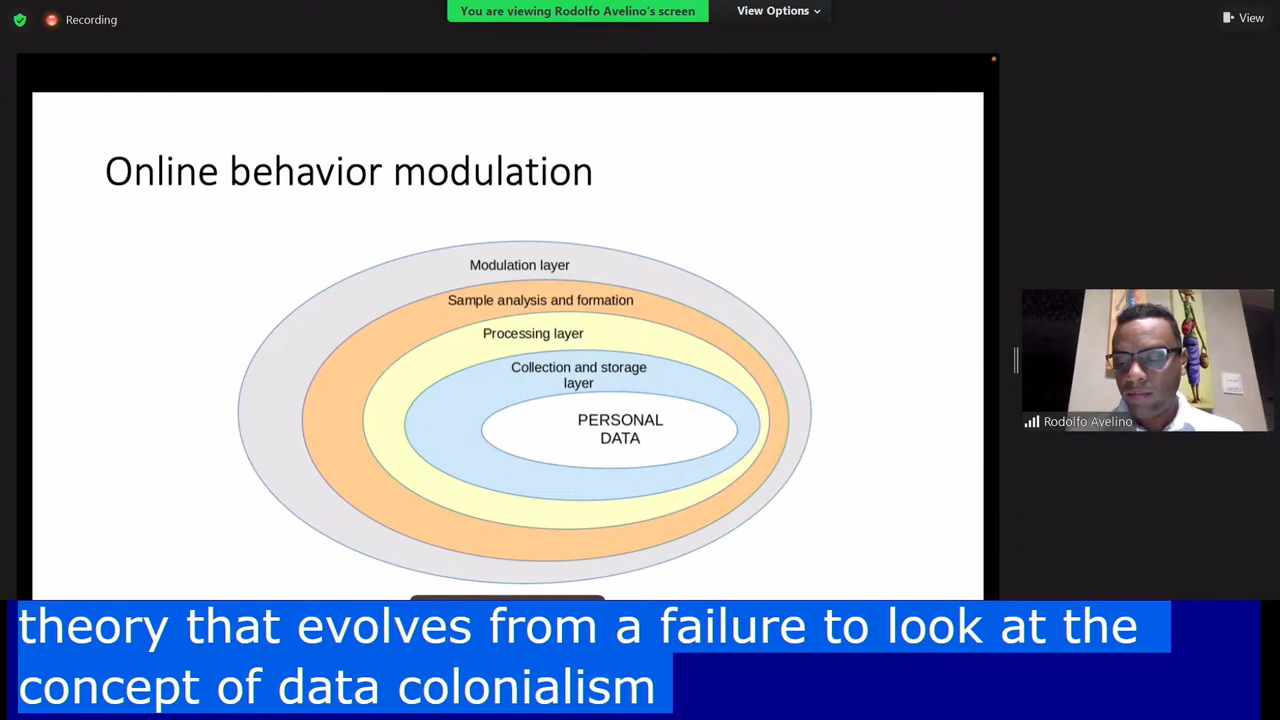 Recording
You are viewing Rodolfo Avelino's screen
View Options
View
Online behavior modulation
Modulation layer
Sample analysis and formation
Processing layer
Collection and storage
layer
PERSONAL
DATA
Rodolfo Avelino
theory that evolves from a failure to look at the
concept of data colonialism